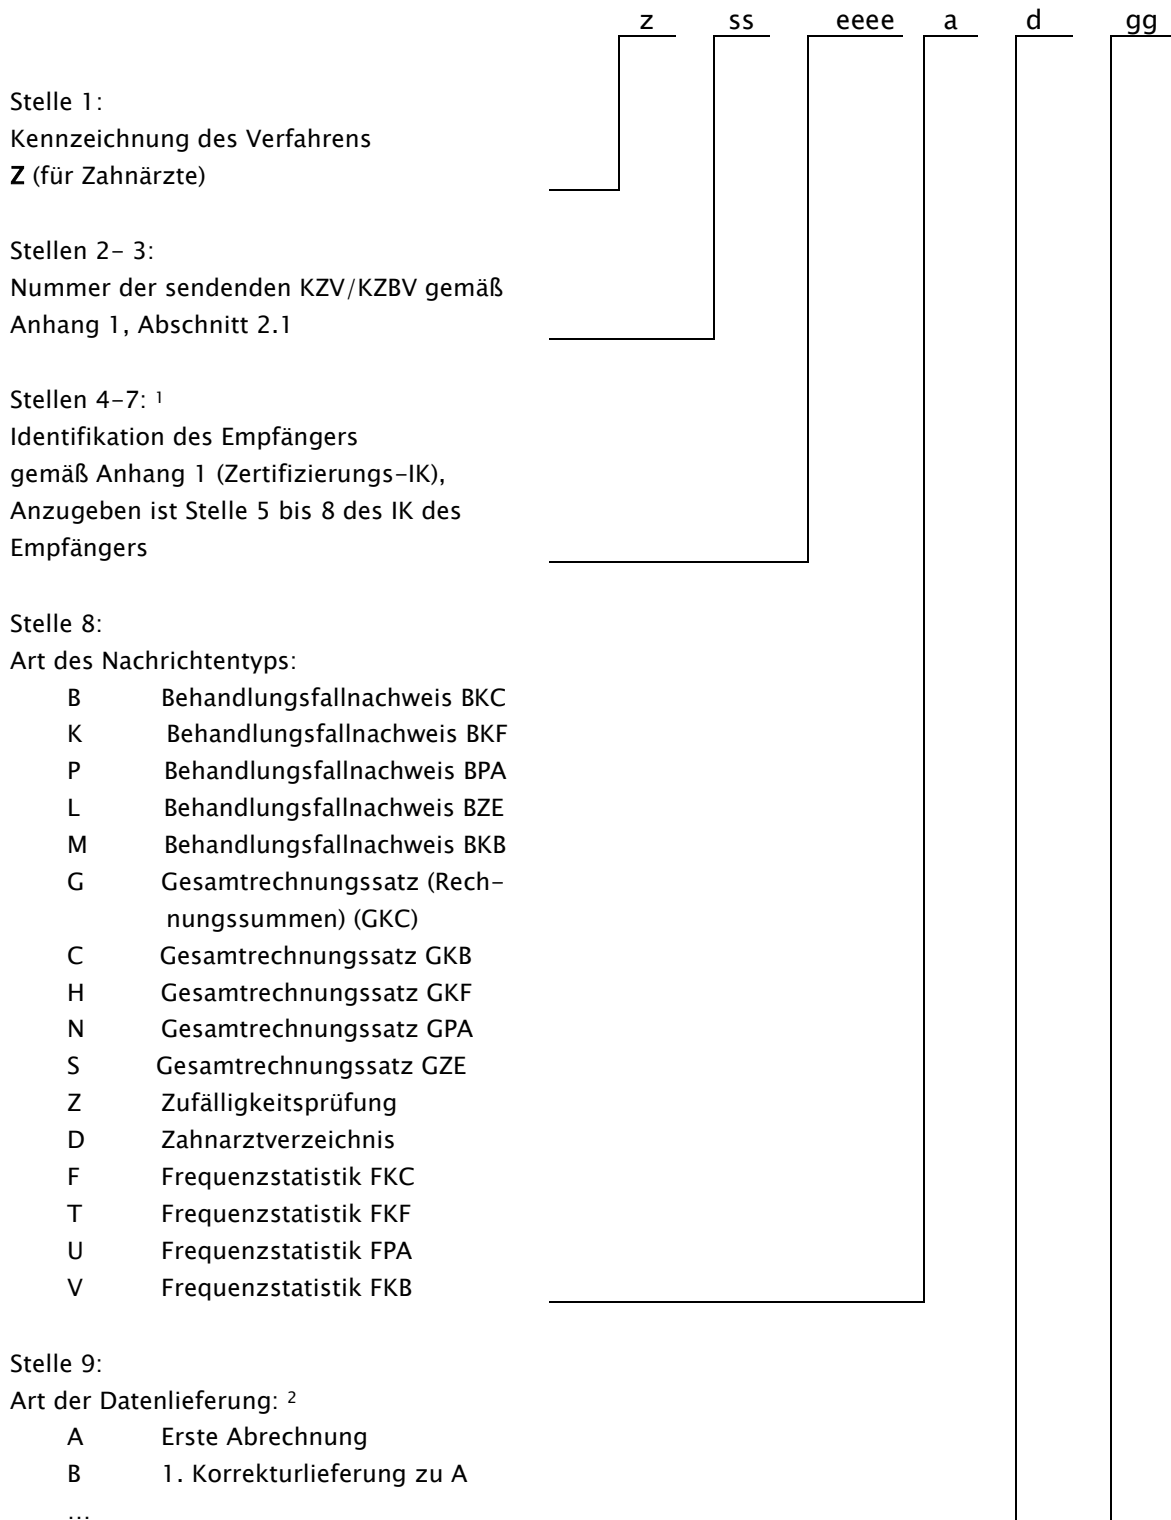 z ss eeee a d gg
Stelle 1:
Kennzeichnung des Verfahrens
Z (für Zahnärzte)
Stellen 2- 3:
Nummer der sendenden KZV/KZBV gemäß
Anhang 1, Abschnitt 2.1
Stellen 4-7: 1
Identifikation des Empfängers
gemäß Anhang 1 (Zertifizierungs-IK),
Anzugeben ist Stelle 5 bis 8 des IK des
Empfängers
Stelle 8:
Art des Nachrichtentyps:
B Behandlungsfallnachweis BKC
K Behandlungsfallnachweis BKF
P Behandlungsfallnachweis BPA
L Behandlungsfallnachweis BZE
M Behandlungsfallnachweis BKB
G Gesamtrechnungssatz (Rech-
nungssummen) (GKC)
C Gesamtrechnungssatz GKB
H Gesamtrechnungssatz GKF
N Gesamtrechnungssatz GPA
S Gesamtrechnungssatz GZE
Z Zufälligkeitsprüfung
D Zahnarztverzeichnis
F Frequenzstatistik FKC
T Frequenzstatistik FKF
U Frequenzstatistik FPA
V Frequenzstatistik FKB
Stelle 9:
Art der Datenlieferung: 2
A Erste Abrechnung
B 1. Korrekturlieferung zu A
...